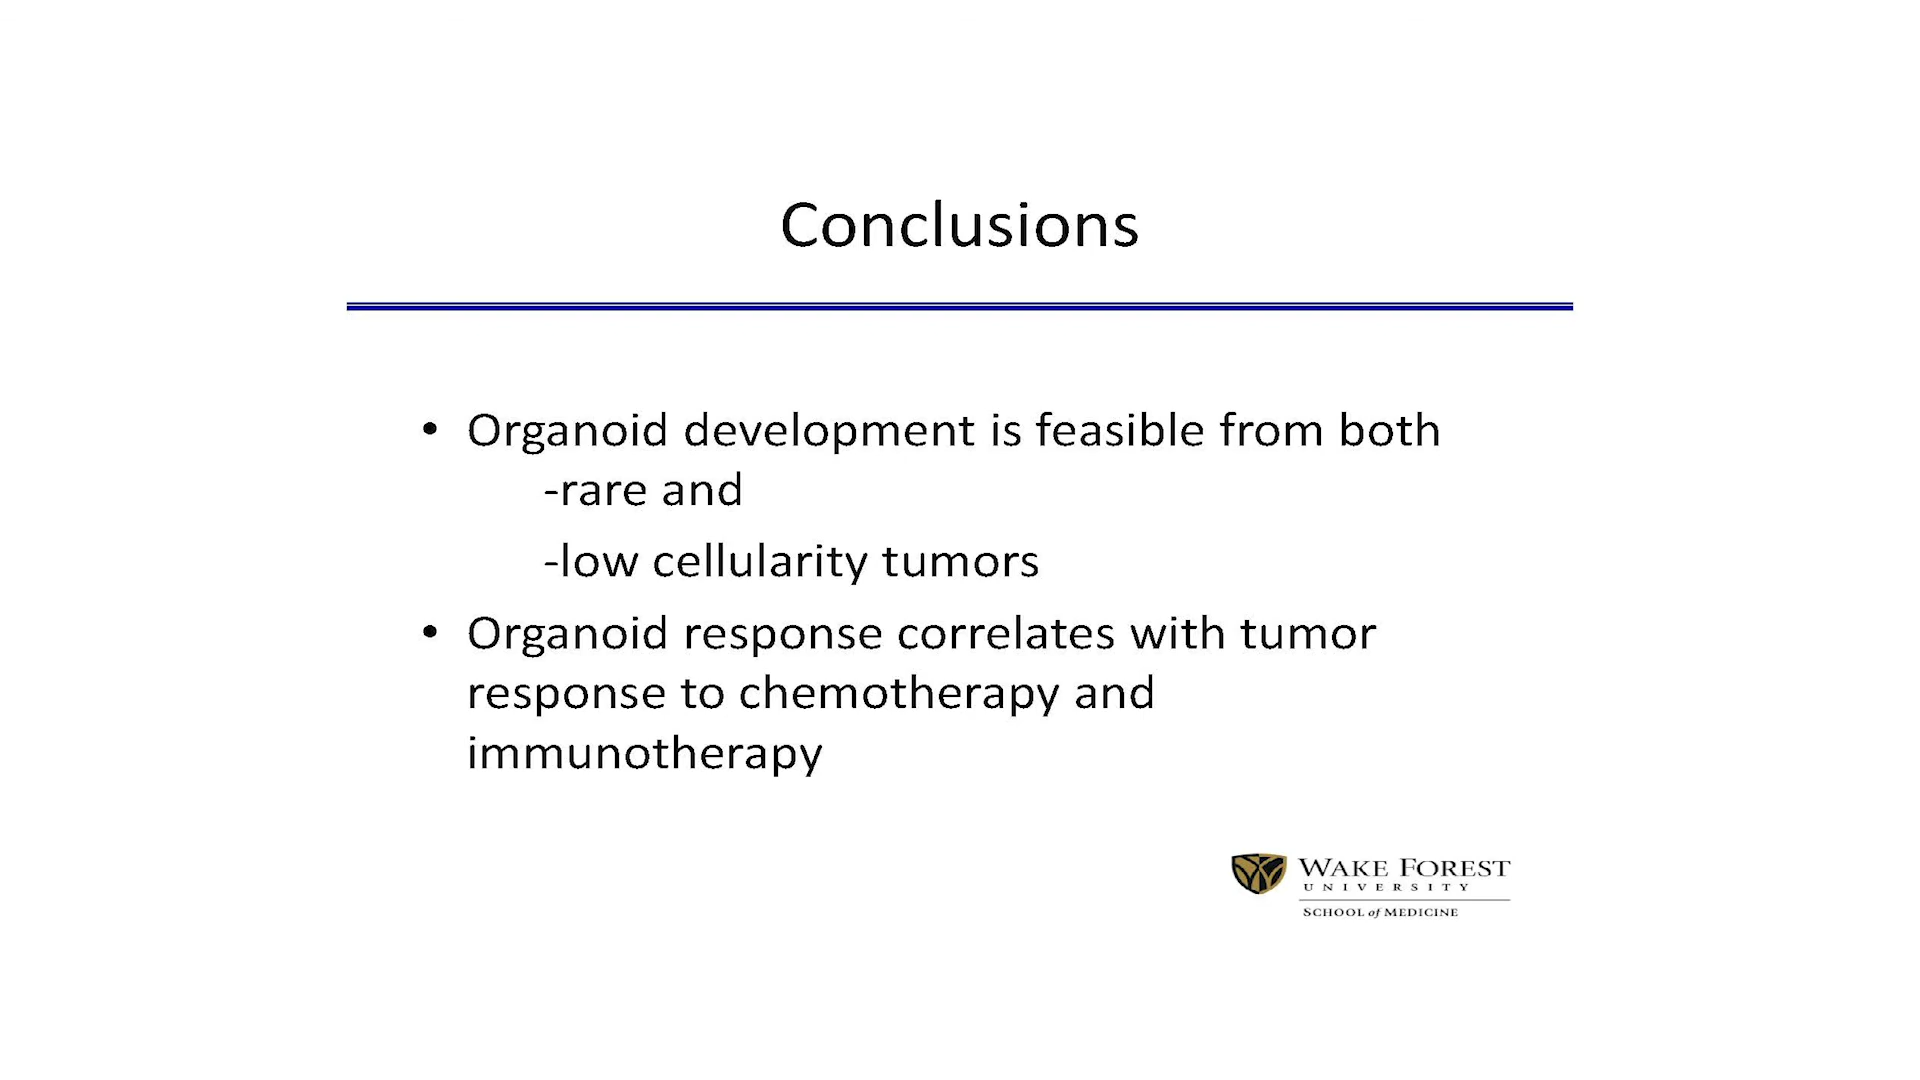 Conclusions
• Organoid development is feasible from both
-rare and
-low cellularity tumors
• Organoid response correlates with tumor
response to chemotherapy and
immunotherapy
WAKE FOREST
UNIVERSITY
SCHOOL of MEDICINE